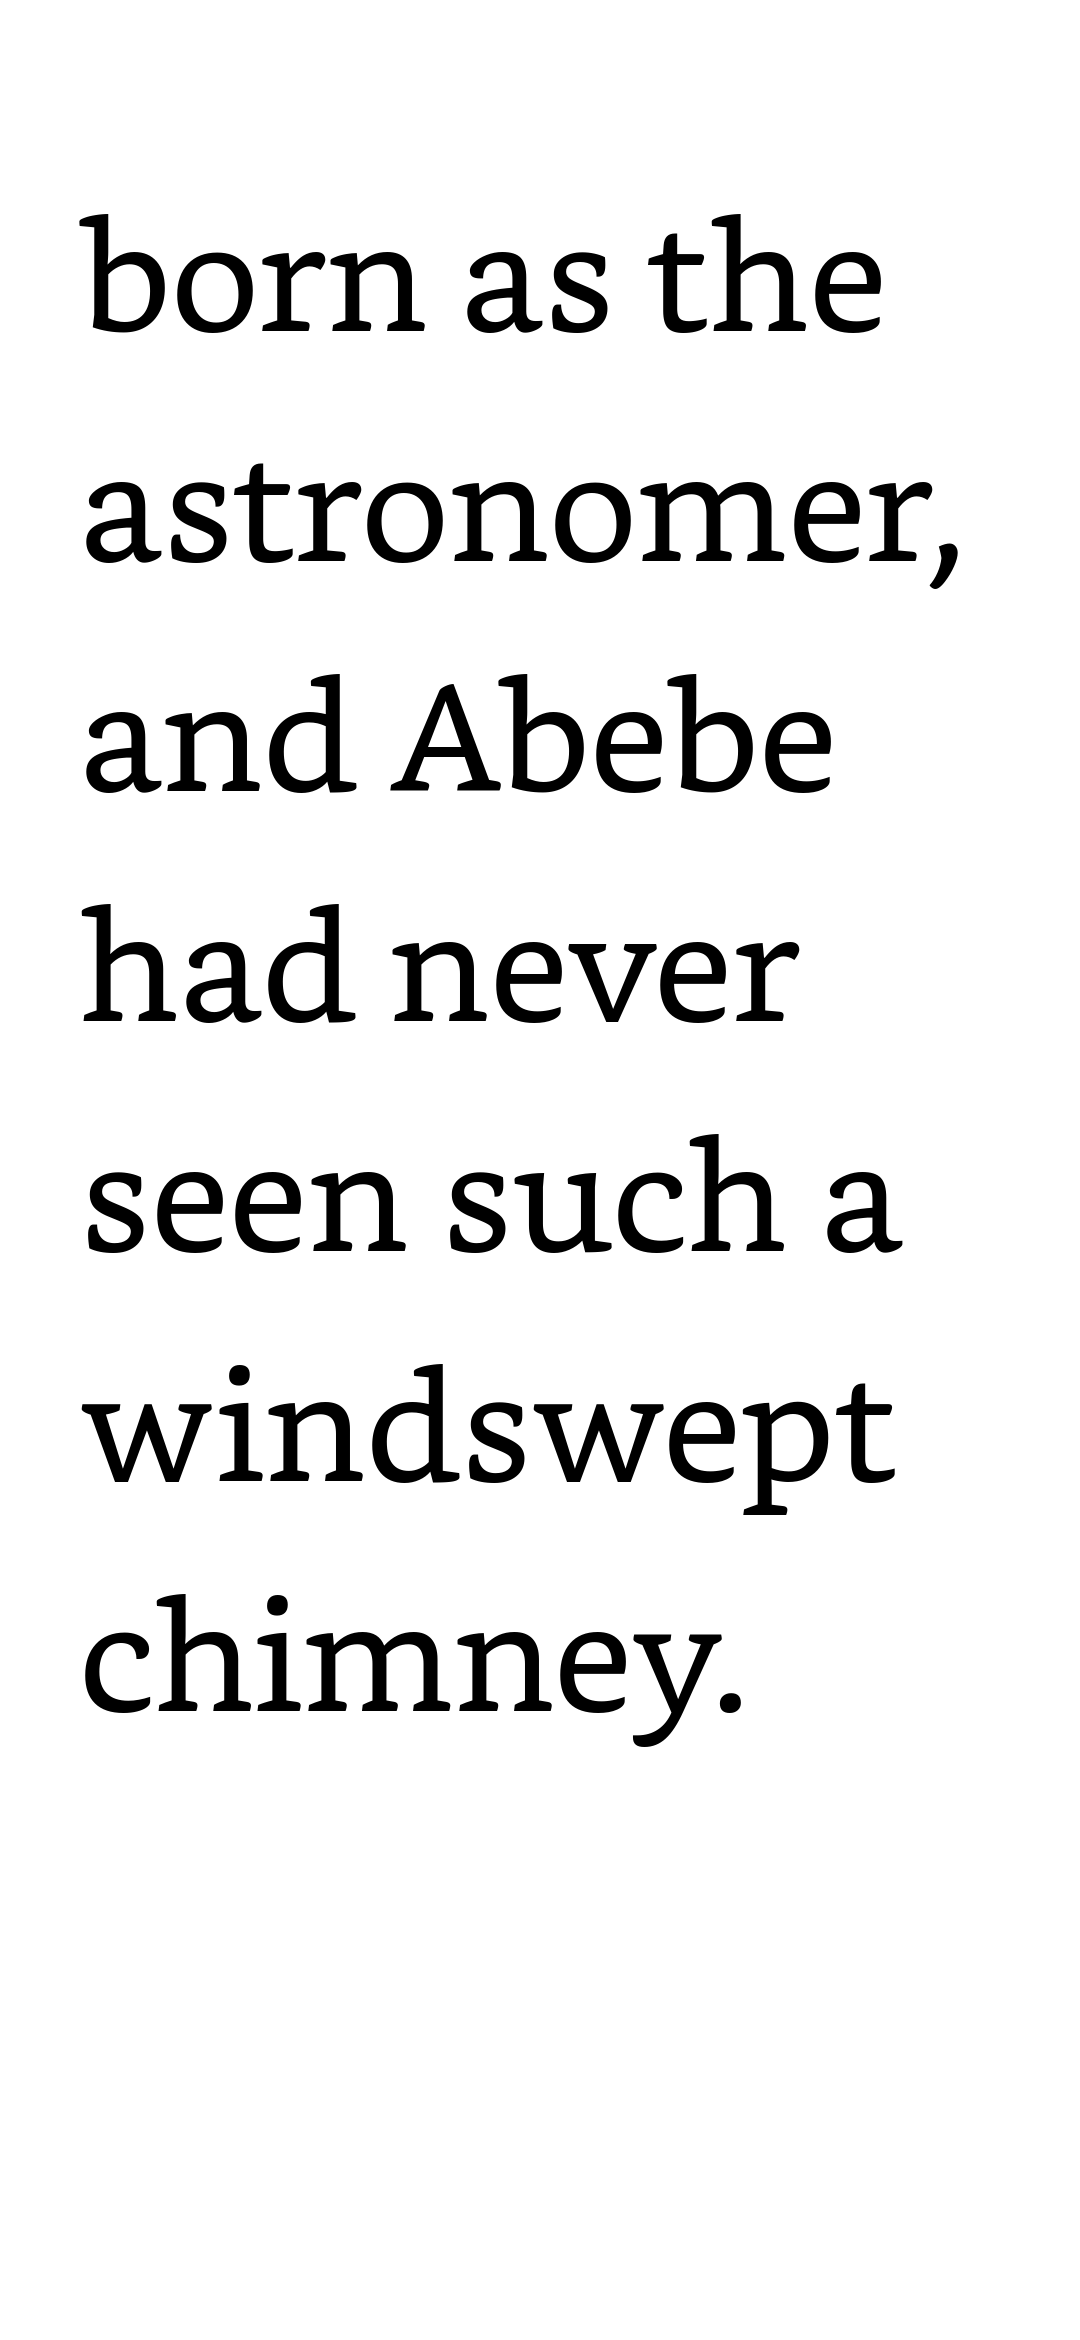 born as the
astronomer,
and Abebe
had never
seen such a
windswept
chimney.